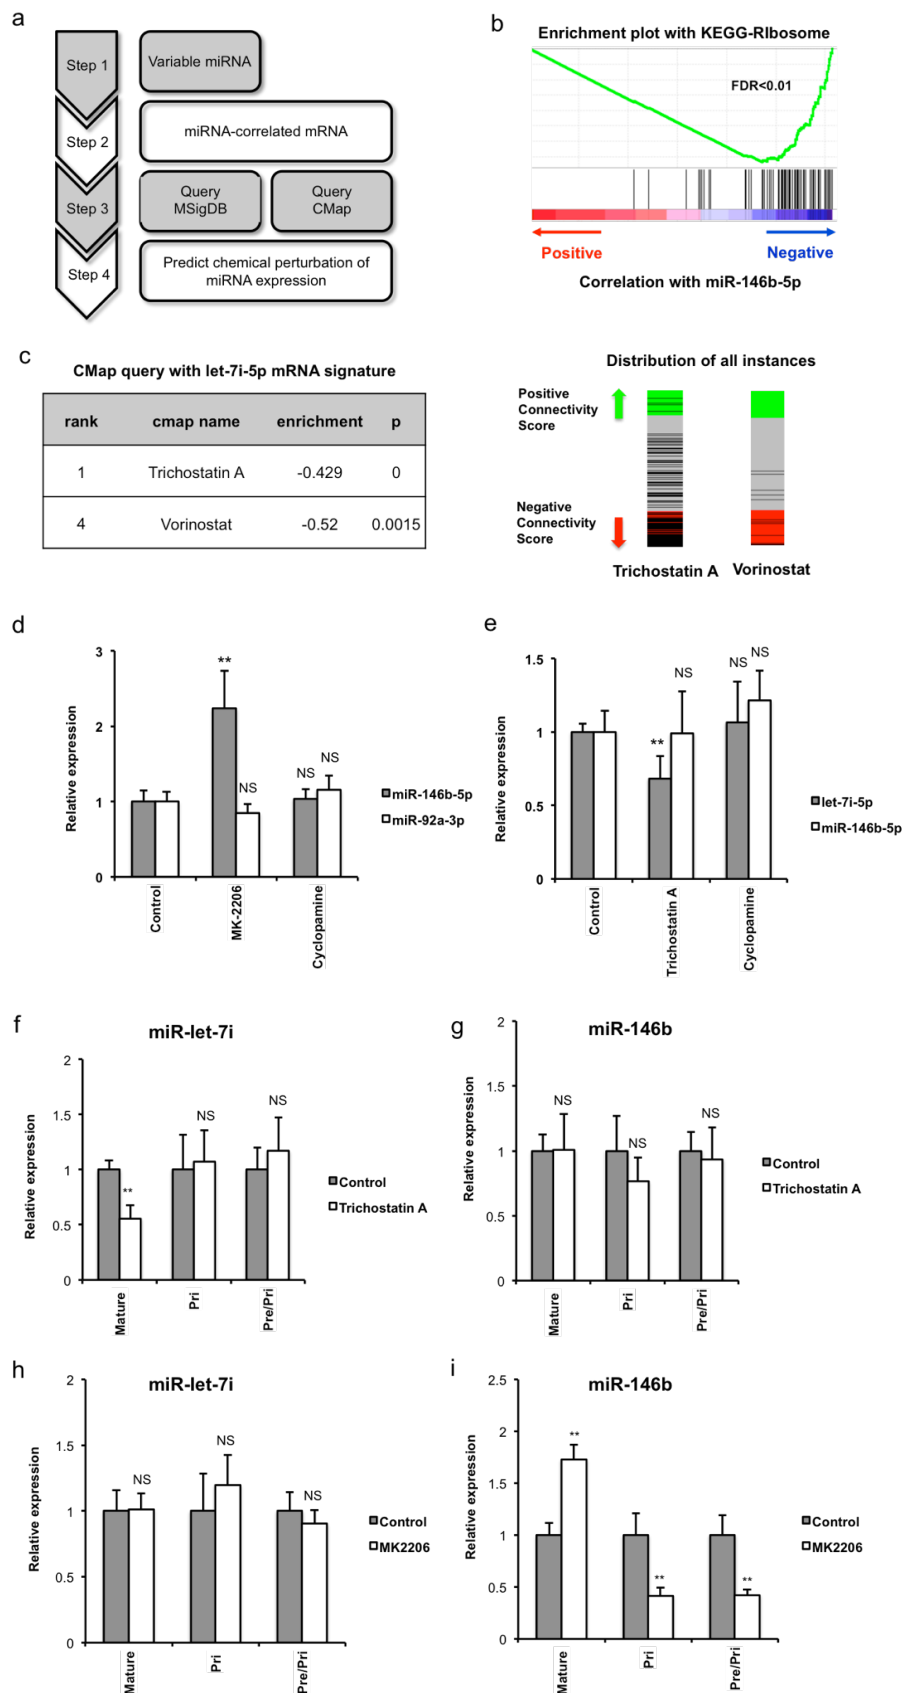 a
Step 1
Variable miRNA
Step 2
miRNA-correlated mRNA
Step 3
Query
MSigDB
Query
CMap
Step 4
Predict chemical perturbation of
miRNA expression
b
Enrichment plot with KEGG-RIbosome
FDR<0.01
Positive
Negative
Correlation with miR-146b-5p
c
CMap query with let-7i-5p mRNA signature
rank cmap name enrichment p
1 Trichostatin A -0.429 0
4 Vorinostat -0.52 0.0015
Distribution of all instances
Positive
Connectivity
Score
Negative
Connectivity
Score
Trichostatin A Vorinostat
d
Relative expression
3
2
1
0
**
NS
NS
NS
Control
MK-2206
Cyclopamine
miR-146b-5p
miR-92a-3p
e
Relative expression
1.5
1
0.5
0
**
NS
NS
NS
Control
Trichostatin A
Cyclopamine
let-7i-5p
miR-146b-5p
f
miR-let-7i
Relative expression
2
1.5
1
0.5
0
**
NS
NS
Mature
Pri
Pre/Pri
Control
Trichostatin A
g
miR-146b
Relative expression
2
1.5
1
0.5
0
NS
NS
NS
Mature
Pri
Pre/Pri
Control
Trichostatin A
h
miR-let-7i
Relative expression
2
1.5
1
0.5
0
NS
NS
NS
Mature
Pri
Pre/Pri
Control
MK2206
i
miR-146b
Relative expression
2.5
2
1.5
1
0.5
0
**
**
**
Mature
Pri
Pre/Pri
Control
MK2206